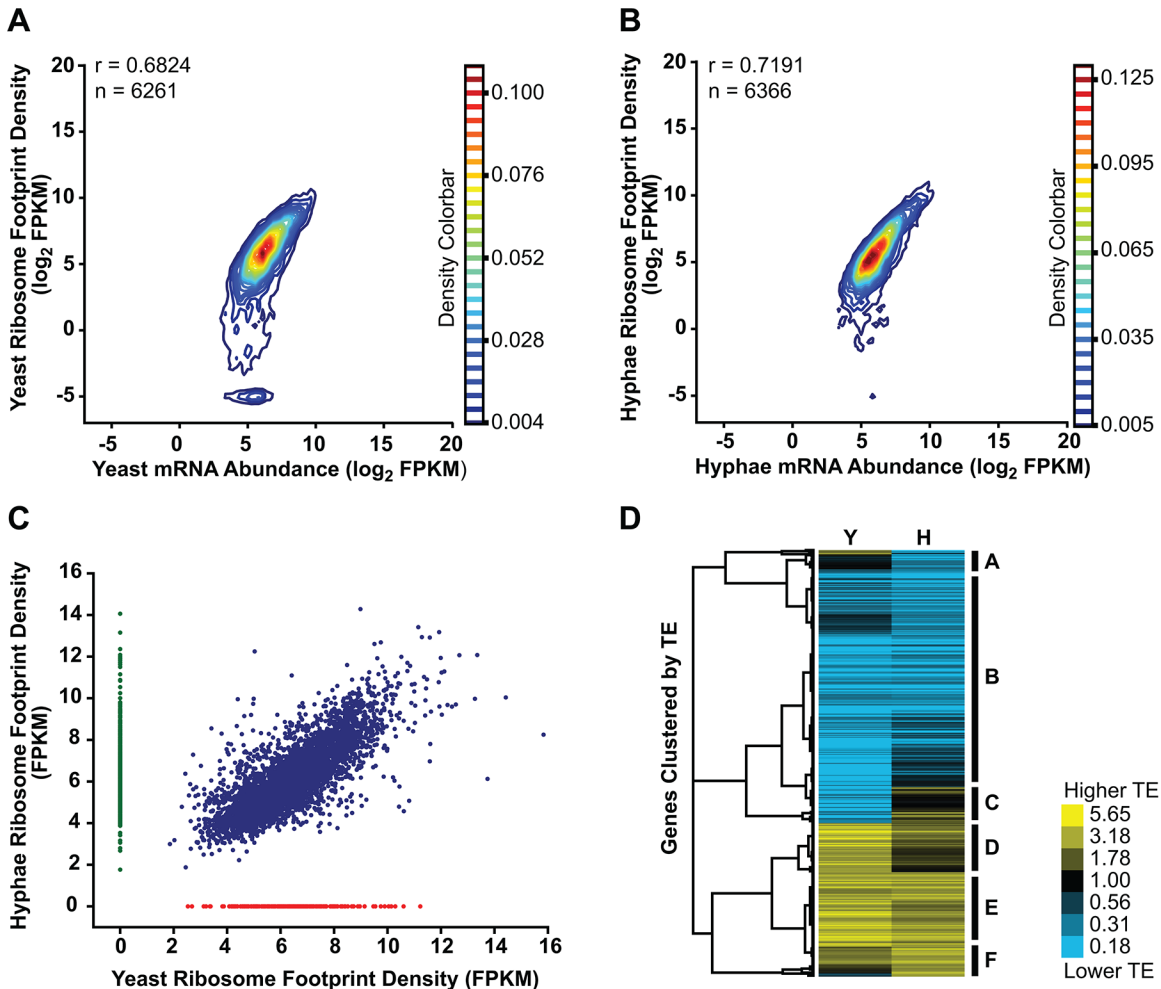 A
r = 0.6824
n = 6261
Yeast Ribosome Footprint Density
(log2 FPKM)
20
15
10
5
0
-5
-5 0 5 10 15 20
Yeast mRNA Abundance (log2 FPKM)
Density Colorbar
0.100
0.076
0.052
0.028
0.004
B
r = 0.7191
n = 6366
Hyphae Ribosome Footprint Density
(log2 FPKM)
20
15
10
5
0
-5
-5 0 5 10 15 20
Hyphae mRNA Abundance (log2 FPKM)
Density Colorbar
0.125
0.095
0.065
0.035
0.005
C
Hyphae Ribosome Footprint Density
(FPKM)
16
14
12
10
8
6
4
2
0
0 2 4 6 8 10 12 14 16
Yeast Ribosome Footprint Density (FPKM)
D
Y H
Genes Clustered by TE
A
B
C
D
E
F
Higher TE
5.65
3.18
1.78
1.00
0.56
0.31
0.18
Lower TE